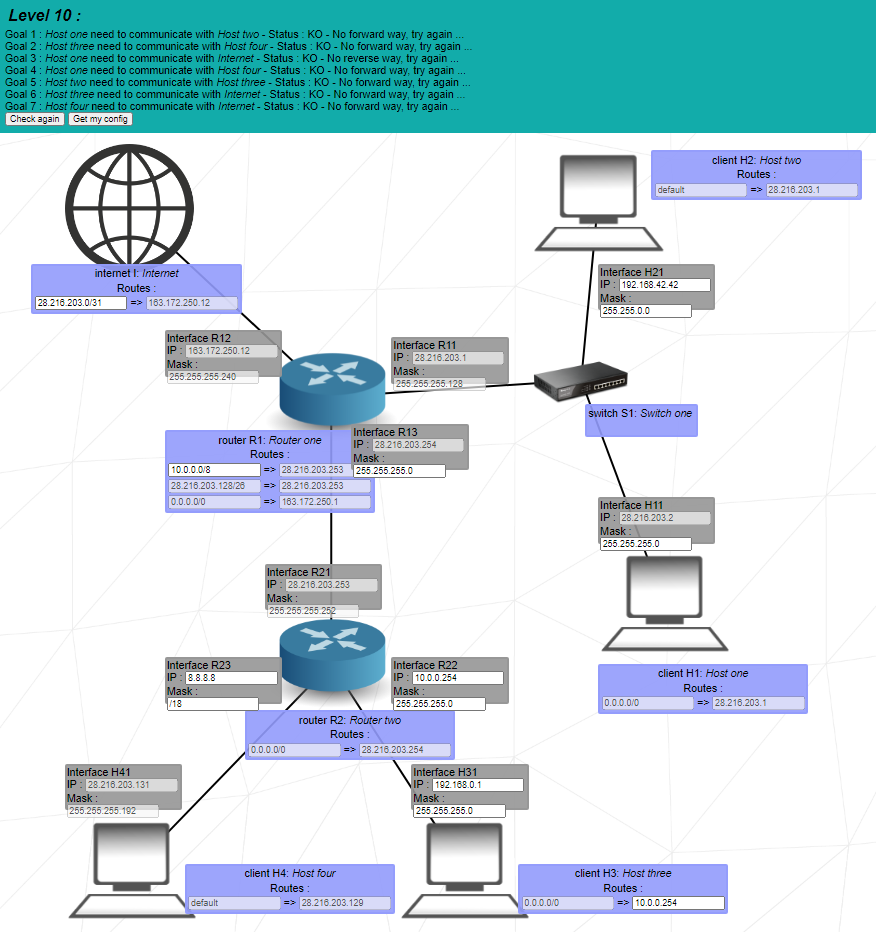 Level 10 :
Goal 1 : Host one need to communicate with Host two - Status : KO - No forward way, try again ...
Goal 2 : Host three need to communicate with Host four - Status : KO - No forward way, try again ...
Goal 3 : Host one need to communicate with Internet - Status : KO - No reverse way, try again ...
Goal 4 : Host one need to communicate with Host four - Status : KO - No forward way, try again ...
Goal 5 : Host two need to communicate with Host three - Status : KO - No forward way, try again ...
Goal 6 : Host three need to communicate with Internet - Status : KO - No forward way, try again ...
Goal 7 : Host four need to communicate with Internet - Status : KO - No forward way, try again ...
Check again Get my config
client H2: Host two
Routes :
default => 28.216.203.1
internet I: Internet
Routes :
28.216.203.0/31 => 163.172.250.12
Interface H21
IP : 192.168.42.42
Mask :
255.255.0.0
Interface R12
IP : 163.172.250.12
Mask :
255.255.255.240
Interface R11
IP : 28.216.203.1
Mask :
255.255.255.128
switch S1: Switch one
Interface R13
IP : 28.216.203.254
Mask :
255.255.255.0
router R1: Router one
Routes :
10.0.0.0/8 => 28.216.203.253
28.216.203.128/26 => 28.216.203.253
0.0.0.0/0 => 163.172.250.1
Interface H11
IP : 28.216.203.2
Mask :
255.255.255.0
Interface R21
IP : 28.216.203.253
Mask :
255.255.255.252
Interface R23
IP : 8.8.8.8
Mask :
/18
Interface R22
IP : 10.0.0.254
Mask :
255.255.255.0
client H1: Host one
Routes :
0.0.0.0/0 => 28.216.203.1
router R2: Router two
Routes :
0.0.0.0/0 => 28.216.203.254
Interface H41
IP : 28.216.203.131
Mask :
255.255.255.192
Interface H31
IP : 192.168.0.1
Mask :
255.255.255.0
client H4: Host four
Routes :
default => 28.216.203.129
client H3: Host three
Routes :
0.0.0.0/0 => 10.0.0.254